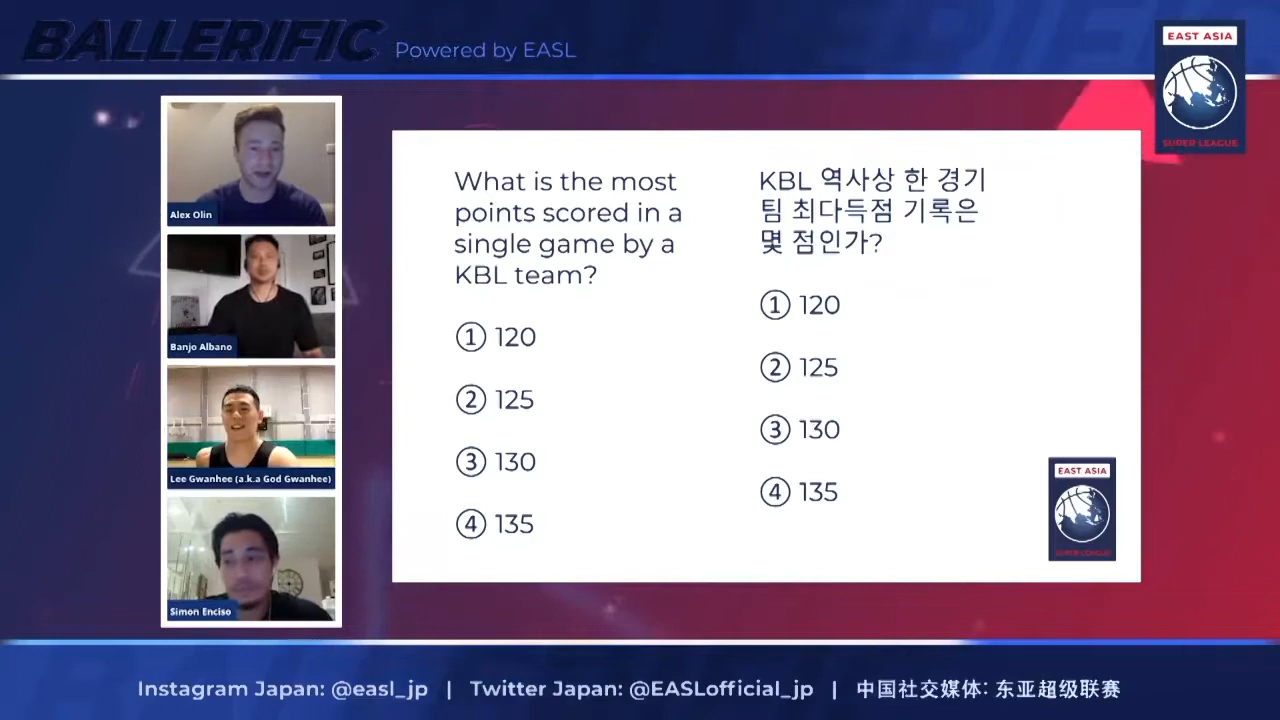 BALLERIFIC Powered by EASL
EAST ASIA
SUPER LEAGUE
Alex Olin
Banjo Albano
Lee Gwanhee (a.k.a God Gwanhee)
Simon Enciso
What is the most
points scored in a
single game by a
KBL team?
① 120
② 125
③ 130
④ 135
KBL 역사상 한 경기
팀 최다득점 기록은
몇 점인가?
① 120
② 125
③ 130
④ 135
EAST ASIA
SUPER LEAGUE
Instagram Japan: @easl_jp | Twitter Japan: @EASLofficial_jp | 中国社交媒体: 东亚超级联赛